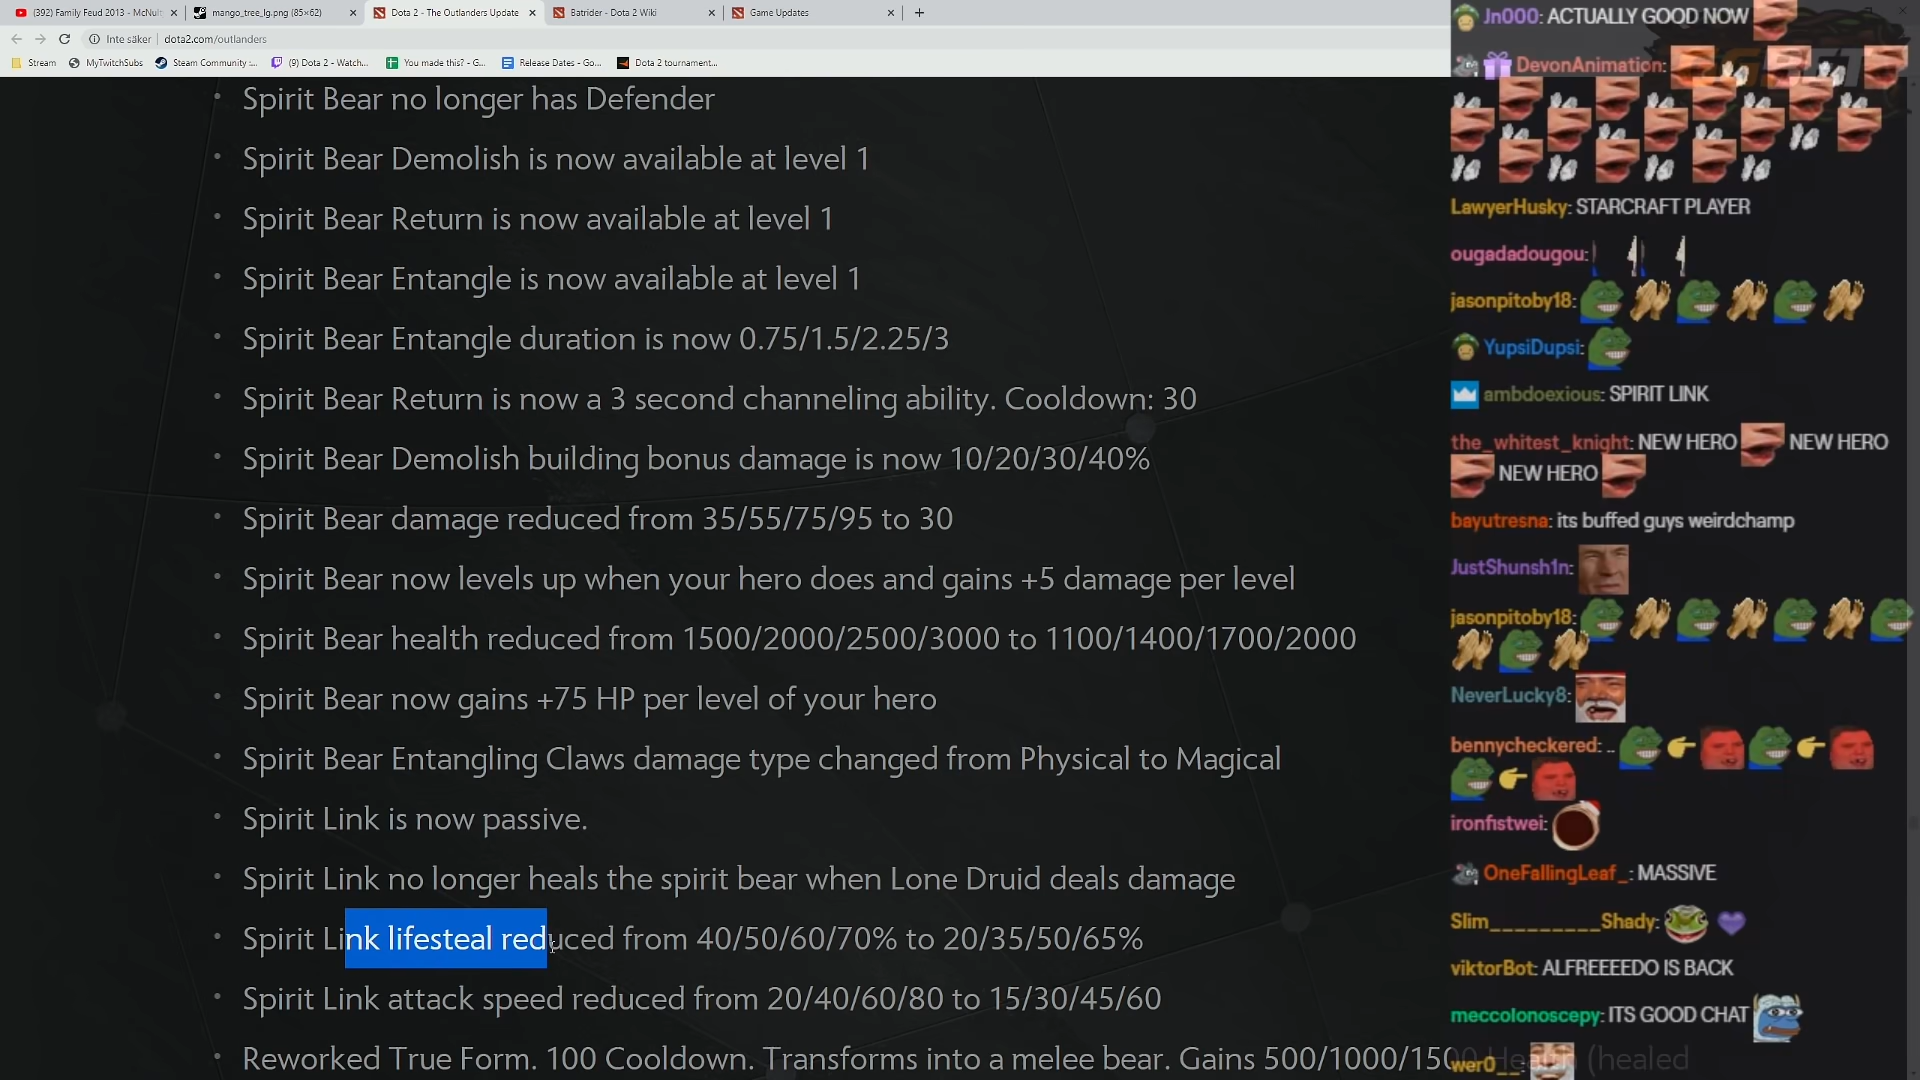 (392) Family Feud 2013 - McNult
mango_tree_lg.png (85×62)
Dota 2 - The Outlanders Update
Batrider - Dota 2 Wiki
Game Updates
Inte säker | dota2.com/outlanders
Stream
MyTwitchSubs
Steam Community :...
(9) Dota 2 - Watch...
You made this? - G...
Release Dates - Go...
Dota 2 tournament...
• Spirit Bear no longer has Defender
• Spirit Bear Demolish is now available at level 1
• Spirit Bear Return is now available at level 1
• Spirit Bear Entangle is now available at level 1
• Spirit Bear Entangle duration is now 0.75/1.5/2.25/3
• Spirit Bear Return is now a 3 second channeling ability. Cooldown: 30
• Spirit Bear Demolish building bonus damage is now 10/20/30/40%
• Spirit Bear damage reduced from 35/55/75/95 to 30
• Spirit Bear now levels up when your hero does and gains +5 damage per level
• Spirit Bear health reduced from 1500/2000/2500/3000 to 1100/1400/1700/2000
• Spirit Bear now gains +75 HP per level of your hero
• Spirit Bear Entangling Claws damage type changed from Physical to Magical
• Spirit Link is now passive.
• Spirit Link no longer heals the spirit bear when Lone Druid deals damage
• Spirit Link lifesteal reduced from 40/50/60/70% to 20/35/50/65%
• Spirit Link attack speed reduced from 20/40/60/80 to 15/30/45/60
• Reworked True Form. 100 Cooldown. Transforms into a melee bear. Gains 500/1000/1500 Health (healed
Jn000: ACTUALLY GOOD NOW
DevonAnimation:
LawyerHusky: STARCRAFT PLAYER
ougadadougou:
jasonpitoby18:
YupsiDupsi:
ambdoexious: SPIRIT LINK
the_whitest_knight: NEW HERO NEW HERO
NEW HERO
bayutresna: its buffed guys weirdchamp
JustShunsh1n:
jasonpitoby18:
NeverLucky8:
bennycheckered: ..
ironfistwei:
OneFallingLeaf_: MASSIVE
Slim_________Shady:
viktorBot: ALFREEEEDO IS BACK
meccolonoscepy: ITS GOOD CHAT
wer0__: